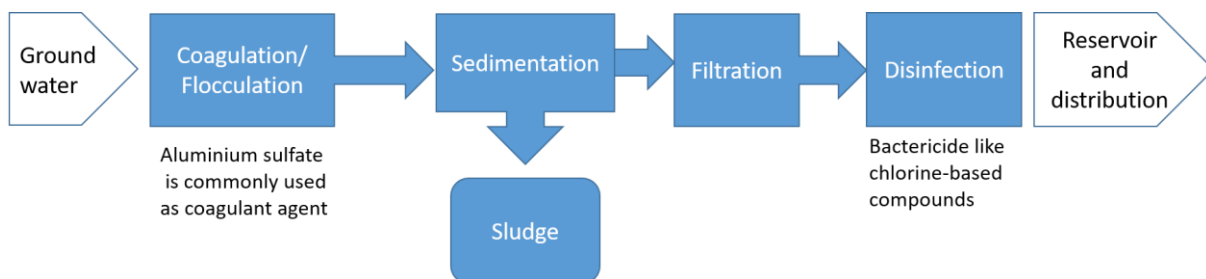 Ground
water
Coagulation/
Flocculation
Sedimentation
Filtration
Disinfection
Reservoir
and
distribution
Aluminium sulfate
is commonly used
as coagulant agent
Bactericide like
chlorine-based
compounds
Sludge